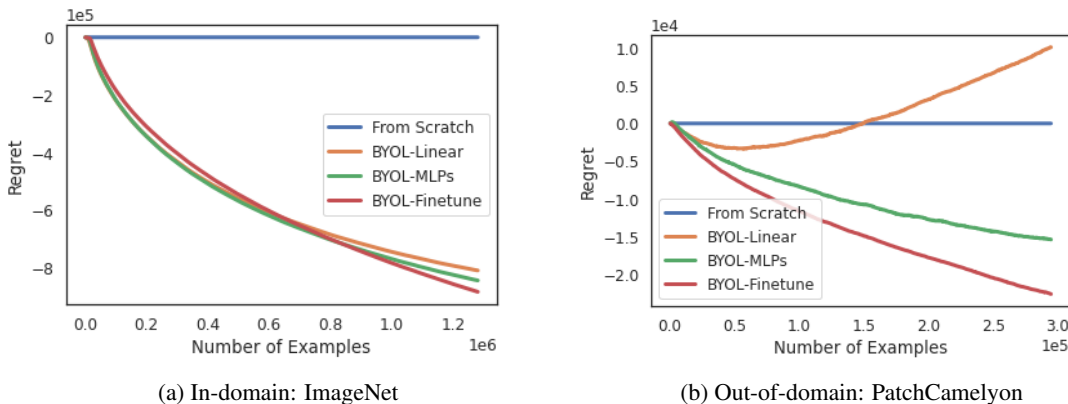 1e5
0
−2
−4
−6
−8
Regret
From Scratch
BYOL-Linear
BYOL-MLPs
BYOL-Finetune
0.0 0.2 0.4 0.6 0.8 1.0 1.2
1e6
Number of Examples
(a) In-domain: ImageNet
1e4
1.0
0.5
0.0
−0.5
−1.0
−1.5
−2.0
Regret
From Scratch
BYOL-Linear
BYOL-MLPs
BYOL-Finetune
0.0 0.5 1.0 1.5 2.0 2.5 3.0
1e5
Number of Examples
(b) Out-of-domain: PatchCamelyon